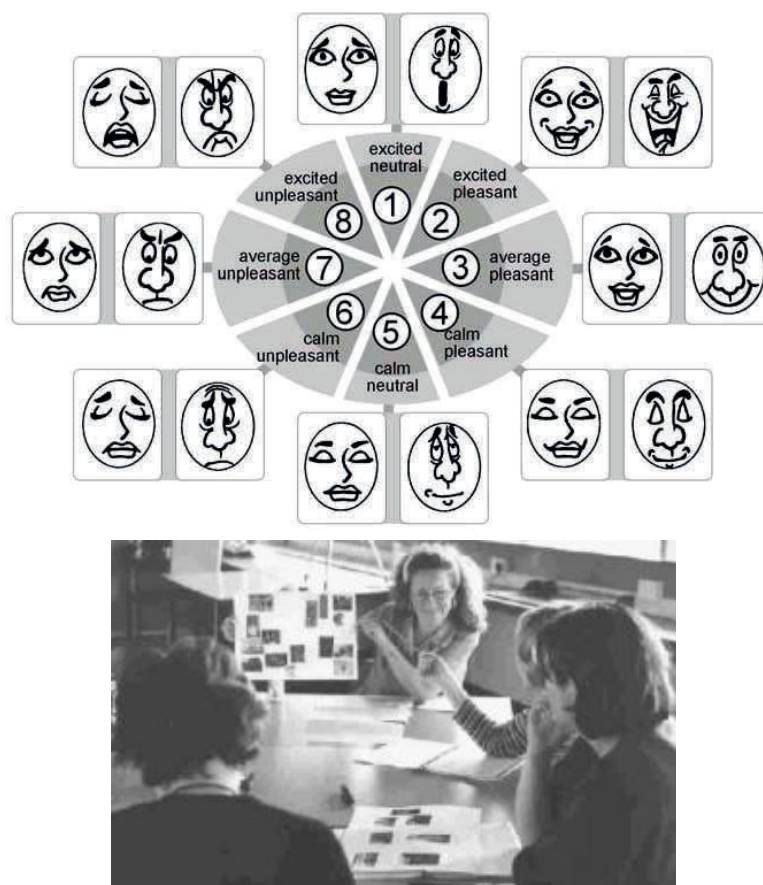 excited
neutral
1
excited
pleasant
2
average
pleasant
3
calm
pleasant
4
calm
neutral
5
calm
unpleasant
6
average
unpleasant
7
excited
unpleasant
8